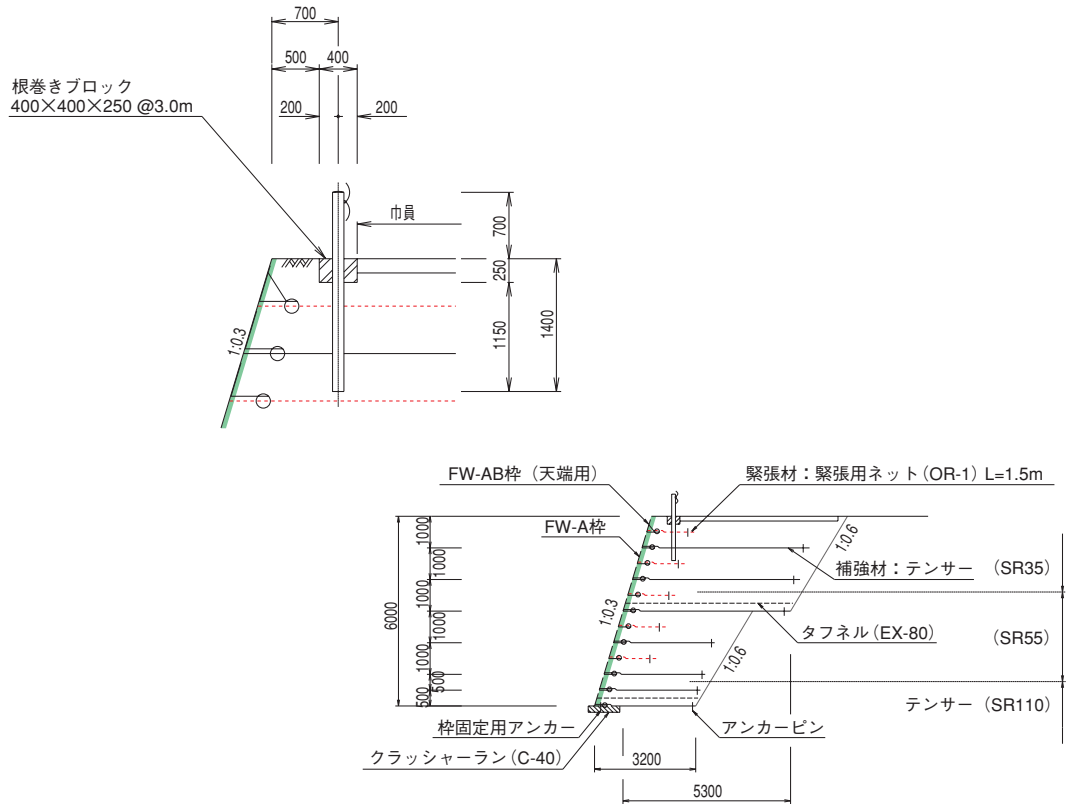 700
500
400
根巻きブロック
400×400×250 @3.0m
200
200
巾員
700
250
1150
1400
1:0.3
FW-AB枠（天端用）
緊張材：緊張用ネット(OR-1) L=1.5m
FW-A枠
1000
1000
1000
1000
1000
500
500
6000
1:0.3
1:0.6
1:0.6
補強材：テンサー （SR35）
タフネル(EX-80)
（SR55）
テンサー（SR110）
枠固定用アンカー
アンカーピン
クラッシャーラン(C-40)
3200
5300